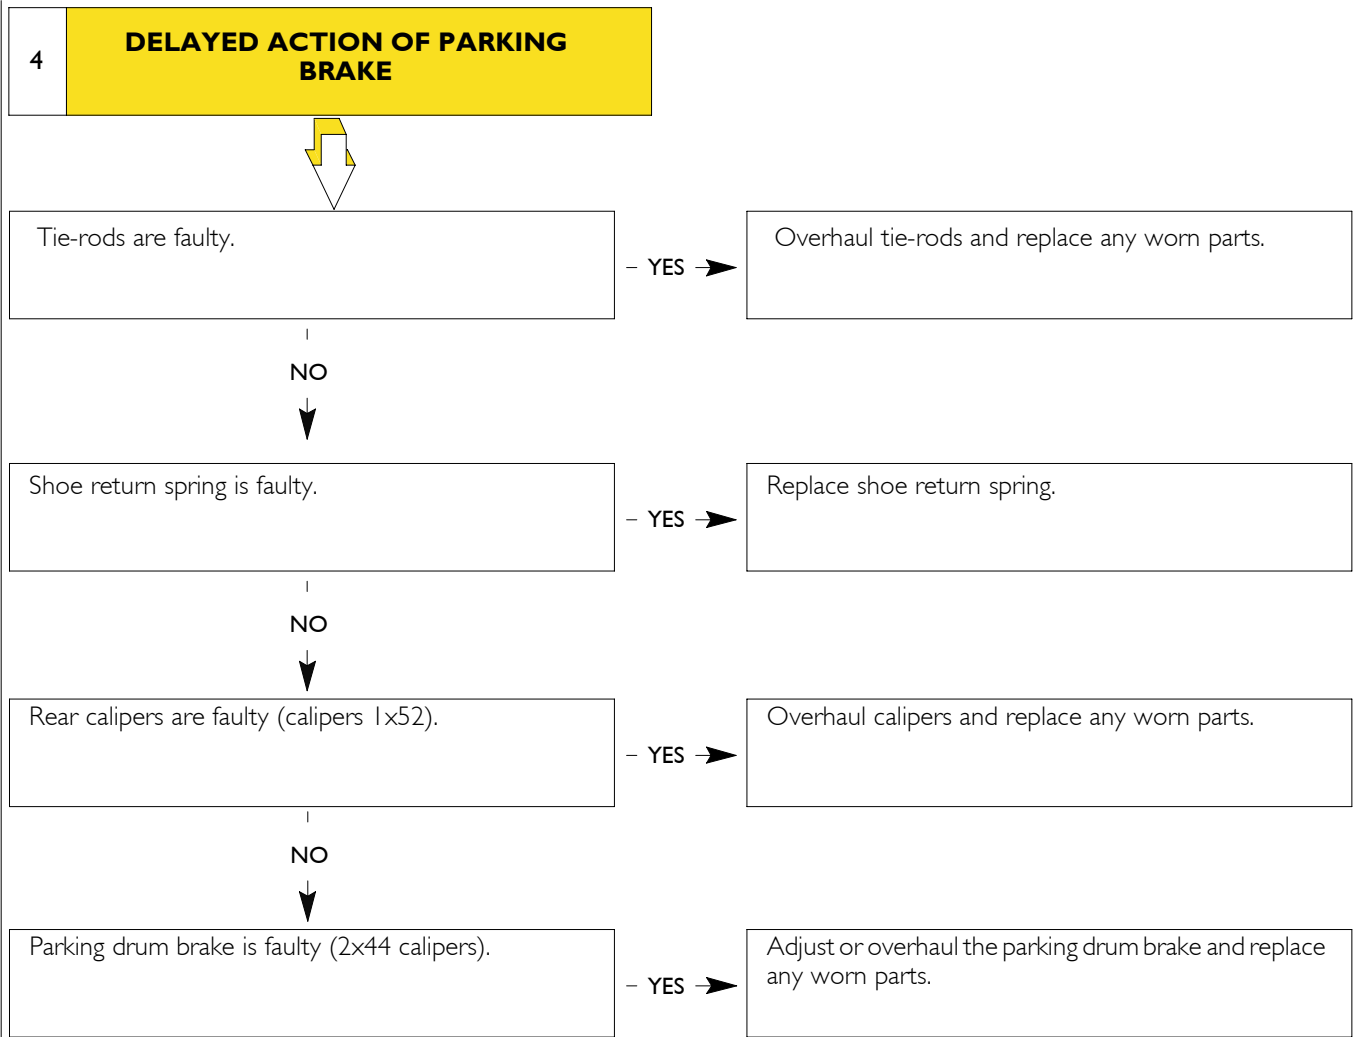 4
DELAYED ACTION OF PARKING
BRAKE
Tie-rods are faulty.
– YES
Overhaul tie-rods and replace any worn parts.
NO
Shoe return spring is faulty.
– YES
Replace shoe return spring.
NO
Rear calipers are faulty (calipers 1x52).
– YES
Overhaul calipers and replace any worn parts.
NO
Parking drum brake is faulty (2x44 calipers).
– YES
Adjust or overhaul the parking drum brake and replace
any worn parts.